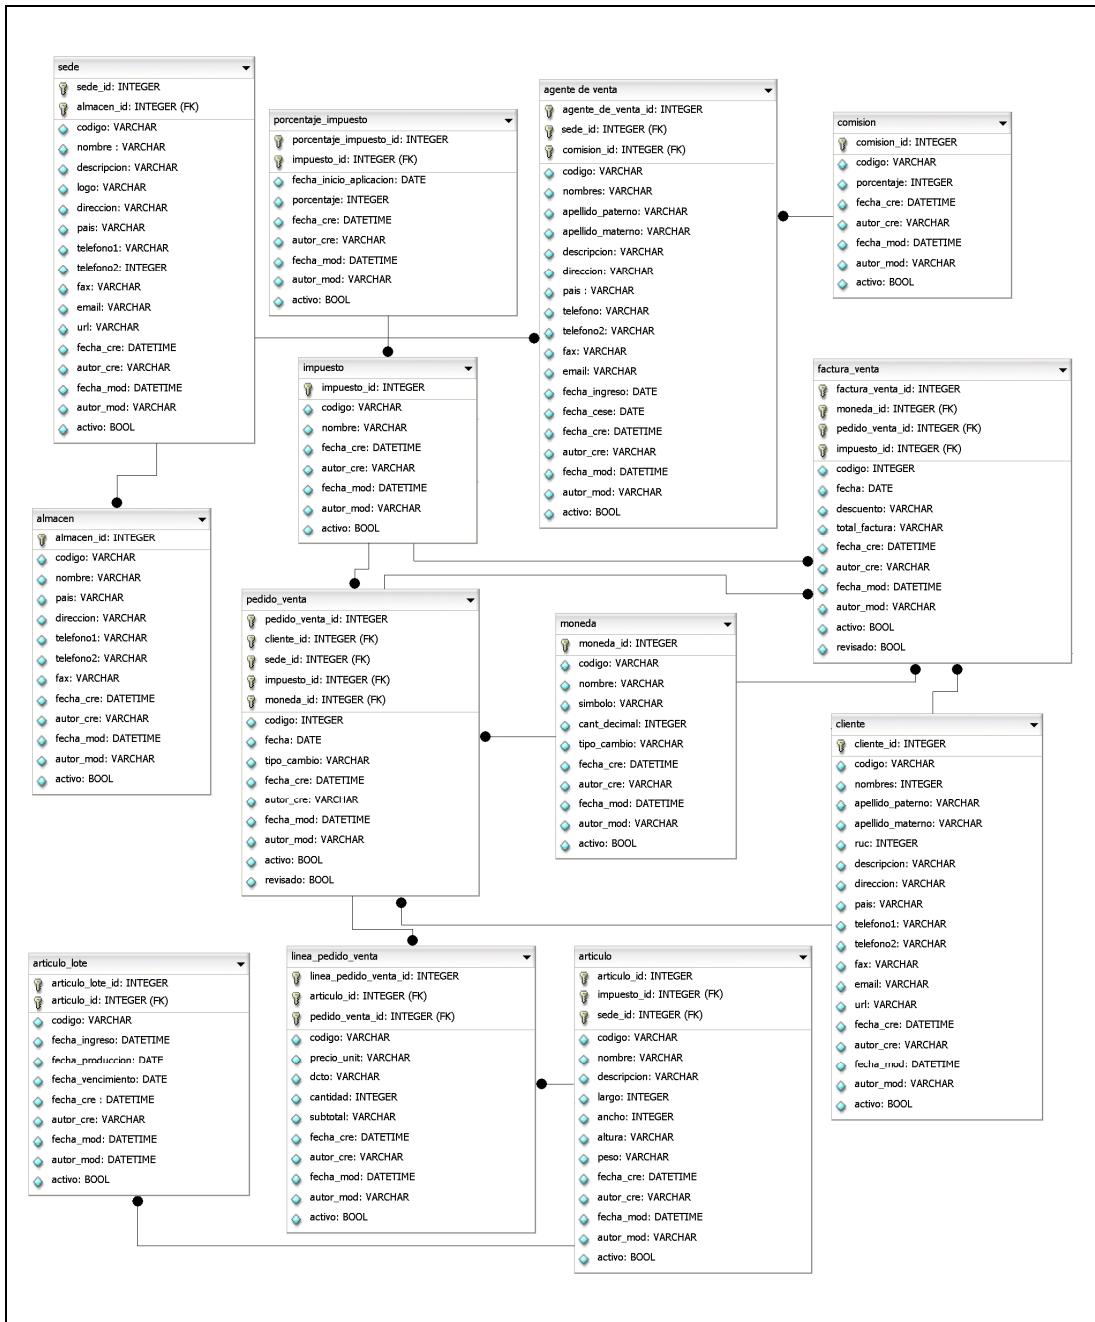 sede
sede_id: INTEGER
almacen_id: INTEGER (FK)
codigo: VARCHAR
nombre : VARCHAR
descripcion: VARCHAR
logo: VARCHAR
direccion: VARCHAR
pais: VARCHAR
telefono1: VARCHAR
telefono2: INTEGER
fax: VARCHAR
email: VARCHAR
url: VARCHAR
fecha_cre: DATETIME
autor_cre: VARCHAR
fecha_mod: DATETIME
autor_mod: VARCHAR
activo: BOOL
porcentaje_impuesto
porcentaje_impuesto_id: INTEGER
impuesto_id: INTEGER (FK)
fecha_inicio_aplicacion: DATE
porcentaje: INTEGER
fecha_cre: DATETIME
autor_cre: VARCHAR
fecha_mod: DATETIME
autor_mod: VARCHAR
activo: BOOL
agente de venta
agente_de_venta_id: INTEGER
sede_id: INTEGER (FK)
comision_id: INTEGER (FK)
codigo: VARCHAR
nombres: VARCHAR
apellido_paterno: VARCHAR
apellido_materno: VARCHAR
descripcion: VARCHAR
direccion: VARCHAR
pais : VARCHAR
telefono: VARCHAR
telefono2: VARCHAR
fax: VARCHAR
email: VARCHAR
fecha_ingreso: DATE
fecha_cese: DATE
fecha_cre: DATETIME
autor_cre: VARCHAR
fecha_mod: DATETIME
autor_mod: VARCHAR
activo: BOOL
comision
comision_id: INTEGER
codigo: VARCHAR
porcentaje: INTEGER
fecha_cre: DATETIME
autor_cre: VARCHAR
fecha_mod: DATETIME
autor_mod: VARCHAR
activo: BOOL
impuesto
impuesto_id: INTEGER
codigo: VARCHAR
nombre: VARCHAR
fecha_cre: DATETIME
autor_cre: VARCHAR
fecha_mod: DATETIME
autor_mod: VARCHAR
activo: BOOL
factura_venta
factura_venta_id: INTEGER
moneda_id: INTEGER (FK)
pedido_venta_id: INTEGER (FK)
impuesto_id: INTEGER (FK)
codigo: INTEGER
fecha: DATE
descuento: VARCHAR
total_factura: VARCHAR
fecha_cre: DATETIME
autor_cre: VARCHAR
fecha_mod: DATETIME
autor_mod: VARCHAR
activo: BOOL
revisado: BOOL
almacen
almacen_id: INTEGER
codigo: VARCHAR
nombre: VARCHAR
pais: VARCHAR
direccion: VARCHAR
telefono1: VARCHAR
telefono2: VARCHAR
fax: VARCHAR
fecha_cre: DATETIME
autor_cre: VARCHAR
fecha_mod: DATETIME
autor_mod: VARCHAR
activo: BOOL
pedido_venta
pedido_venta_id: INTEGER
cliente_id: INTEGER (FK)
sede_id: INTEGER (FK)
impuesto_id: INTEGER (FK)
moneda_id: INTEGER (FK)
codigo: INTEGER
fecha: DATE
tipo_cambio: VARCHAR
fecha_cre: DATETIME
autor_cre: VARCHAR
fecha_mod: DATETIME
autor_mod: VARCHAR
activo: BOOL
revisado: BOOL
moneda
moneda_id: INTEGER
codigo: VARCHAR
nombre: VARCHAR
simbolo: VARCHAR
cant_decimal: INTEGER
tipo_cambio: VARCHAR
fecha_cre: DATETIME
autor_cre: VARCHAR
fecha_mod: DATETIME
autor_mod: VARCHAR
activo: BOOL
cliente
cliente_id: INTEGER
codigo: VARCHAR
nombres: INTEGER
apellido_paterno: VARCHAR
apellido_materno: VARCHAR
ruc: INTEGER
descripcion: VARCHAR
direccion: VARCHAR
pais: VARCHAR
telefono1: VARCHAR
telefono2: VARCHAR
fax: VARCHAR
email: VARCHAR
url: VARCHAR
fecha_cre: DATETIME
autor_cre: VARCHAR
fecha_mod: DATETIME
autor_mod: VARCHAR
activo: BOOL
articulo_lote
articulo_lote_id: INTEGER
articulo_id: INTEGER (FK)
codigo: VARCHAR
fecha_ingreso: DATETIME
fecha_produccion: DATE
fecha_vencimiento: DATE
fecha_cre : DATETIME
autor_cre: VARCHAR
fecha_mod: DATETIME
autor_mod: DATETIME
activo: BOOL
linea_pedido_venta
linea_pedido_venta_id: INTEGER
articulo_id: INTEGER (FK)
pedido_venta_id: INTEGER (FK)
codigo: VARCHAR
precio_unit: VARCHAR
dcto: VARCHAR
cantidad: INTEGER
subtotal: VARCHAR
fecha_cre: DATETIME
autor_cre: VARCHAR
fecha_mod: DATETIME
autor_mod: VARCHAR
activo: BOOL
articulo
articulo_id: INTEGER
impuesto_id: INTEGER (FK)
sede_id: INTEGER (FK)
codigo: VARCHAR
nombre: VARCHAR
descripcion: VARCHAR
largo: INTEGER
ancho: INTEGER
altura: VARCHAR
peso: VARCHAR
fecha_cre: DATETIME
autor_cre: VARCHAR
fecha_mod: DATETIME
autor_mod: VARCHAR
activo: BOOL